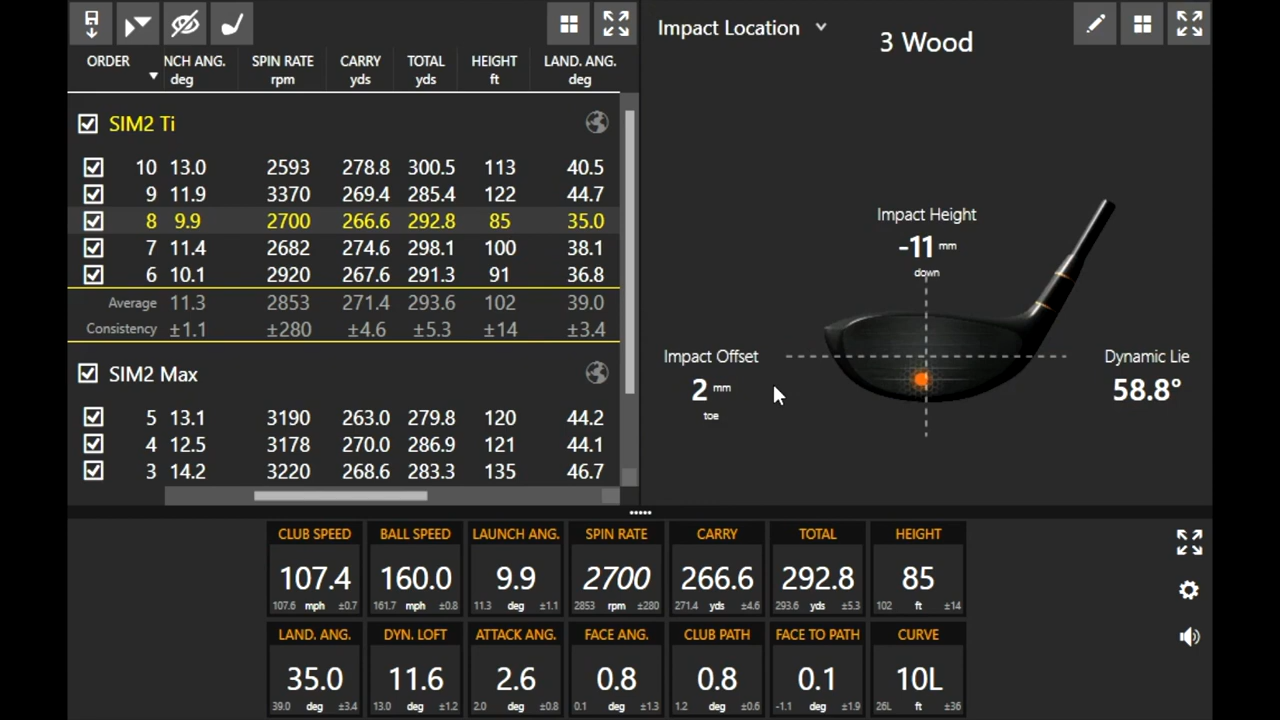 ORDER NCH ANG. SPIN RATE CARRY TOTAL HEIGHT LAND. ANG.
deg rpm yds yds ft deg
SIM2 Ti
10 13.0 2593 278.8 300.5 113 40.5
9 11.9 3370 269.4 285.4 122 44.7
8 9.9 2700 266.6 292.8 85 35.0
7 11.4 2682 274.6 298.1 100 38.1
6 10.1 2920 267.6 291.3 91 36.8
Average 11.3 2853 271.4 293.6 102 39.0
Consistency ±1.1 ±280 ±4.6 ±5.3 ±14 ±3.4
SIM2 Max
5 13.1 3190 263.0 279.8 120 44.2
4 12.5 3178 270.0 286.9 121 44.1
3 14.2 3220 268.6 283.3 135 46.7
Impact Location
3 Wood
Impact Height
-11 mm
down
Impact Offset
2 mm
toe
Dynamic Lie
58.8°
CLUB SPEED BALL SPEED LAUNCH ANG. SPIN RATE CARRY TOTAL HEIGHT
107.4 160.0 9.9 2700 266.6 292.8 85
107.6 mph ±0.7 161.7 mph ±0.8 11.3 deg ±1.1 2853 rpm ±280 271.4 yds ±4.6 293.6 yds ±5.3 102 ft ±14
LAND. ANG. DYN. LOFT ATTACK ANG. FACE ANG. CLUB PATH FACE TO PATH CURVE
35.0 11.6 2.6 0.8 0.8 0.1 10L
39.0 deg ±3.4 13.0 deg ±1.2 2.0 deg ±0.8 0.1 deg ±1.3 1.2 deg ±0.6 -1.1 deg ±1.9 26L ft ±36